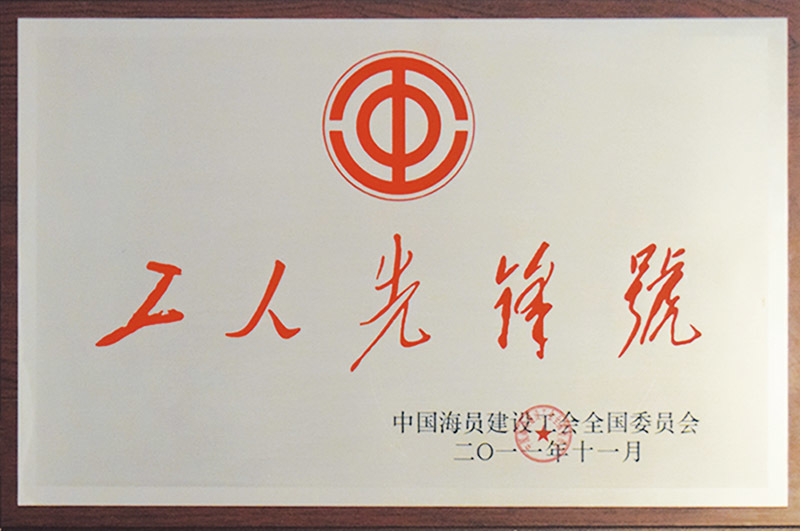 工人先锋號
中国海员建设工会全国委员会
二〇一一年十一月